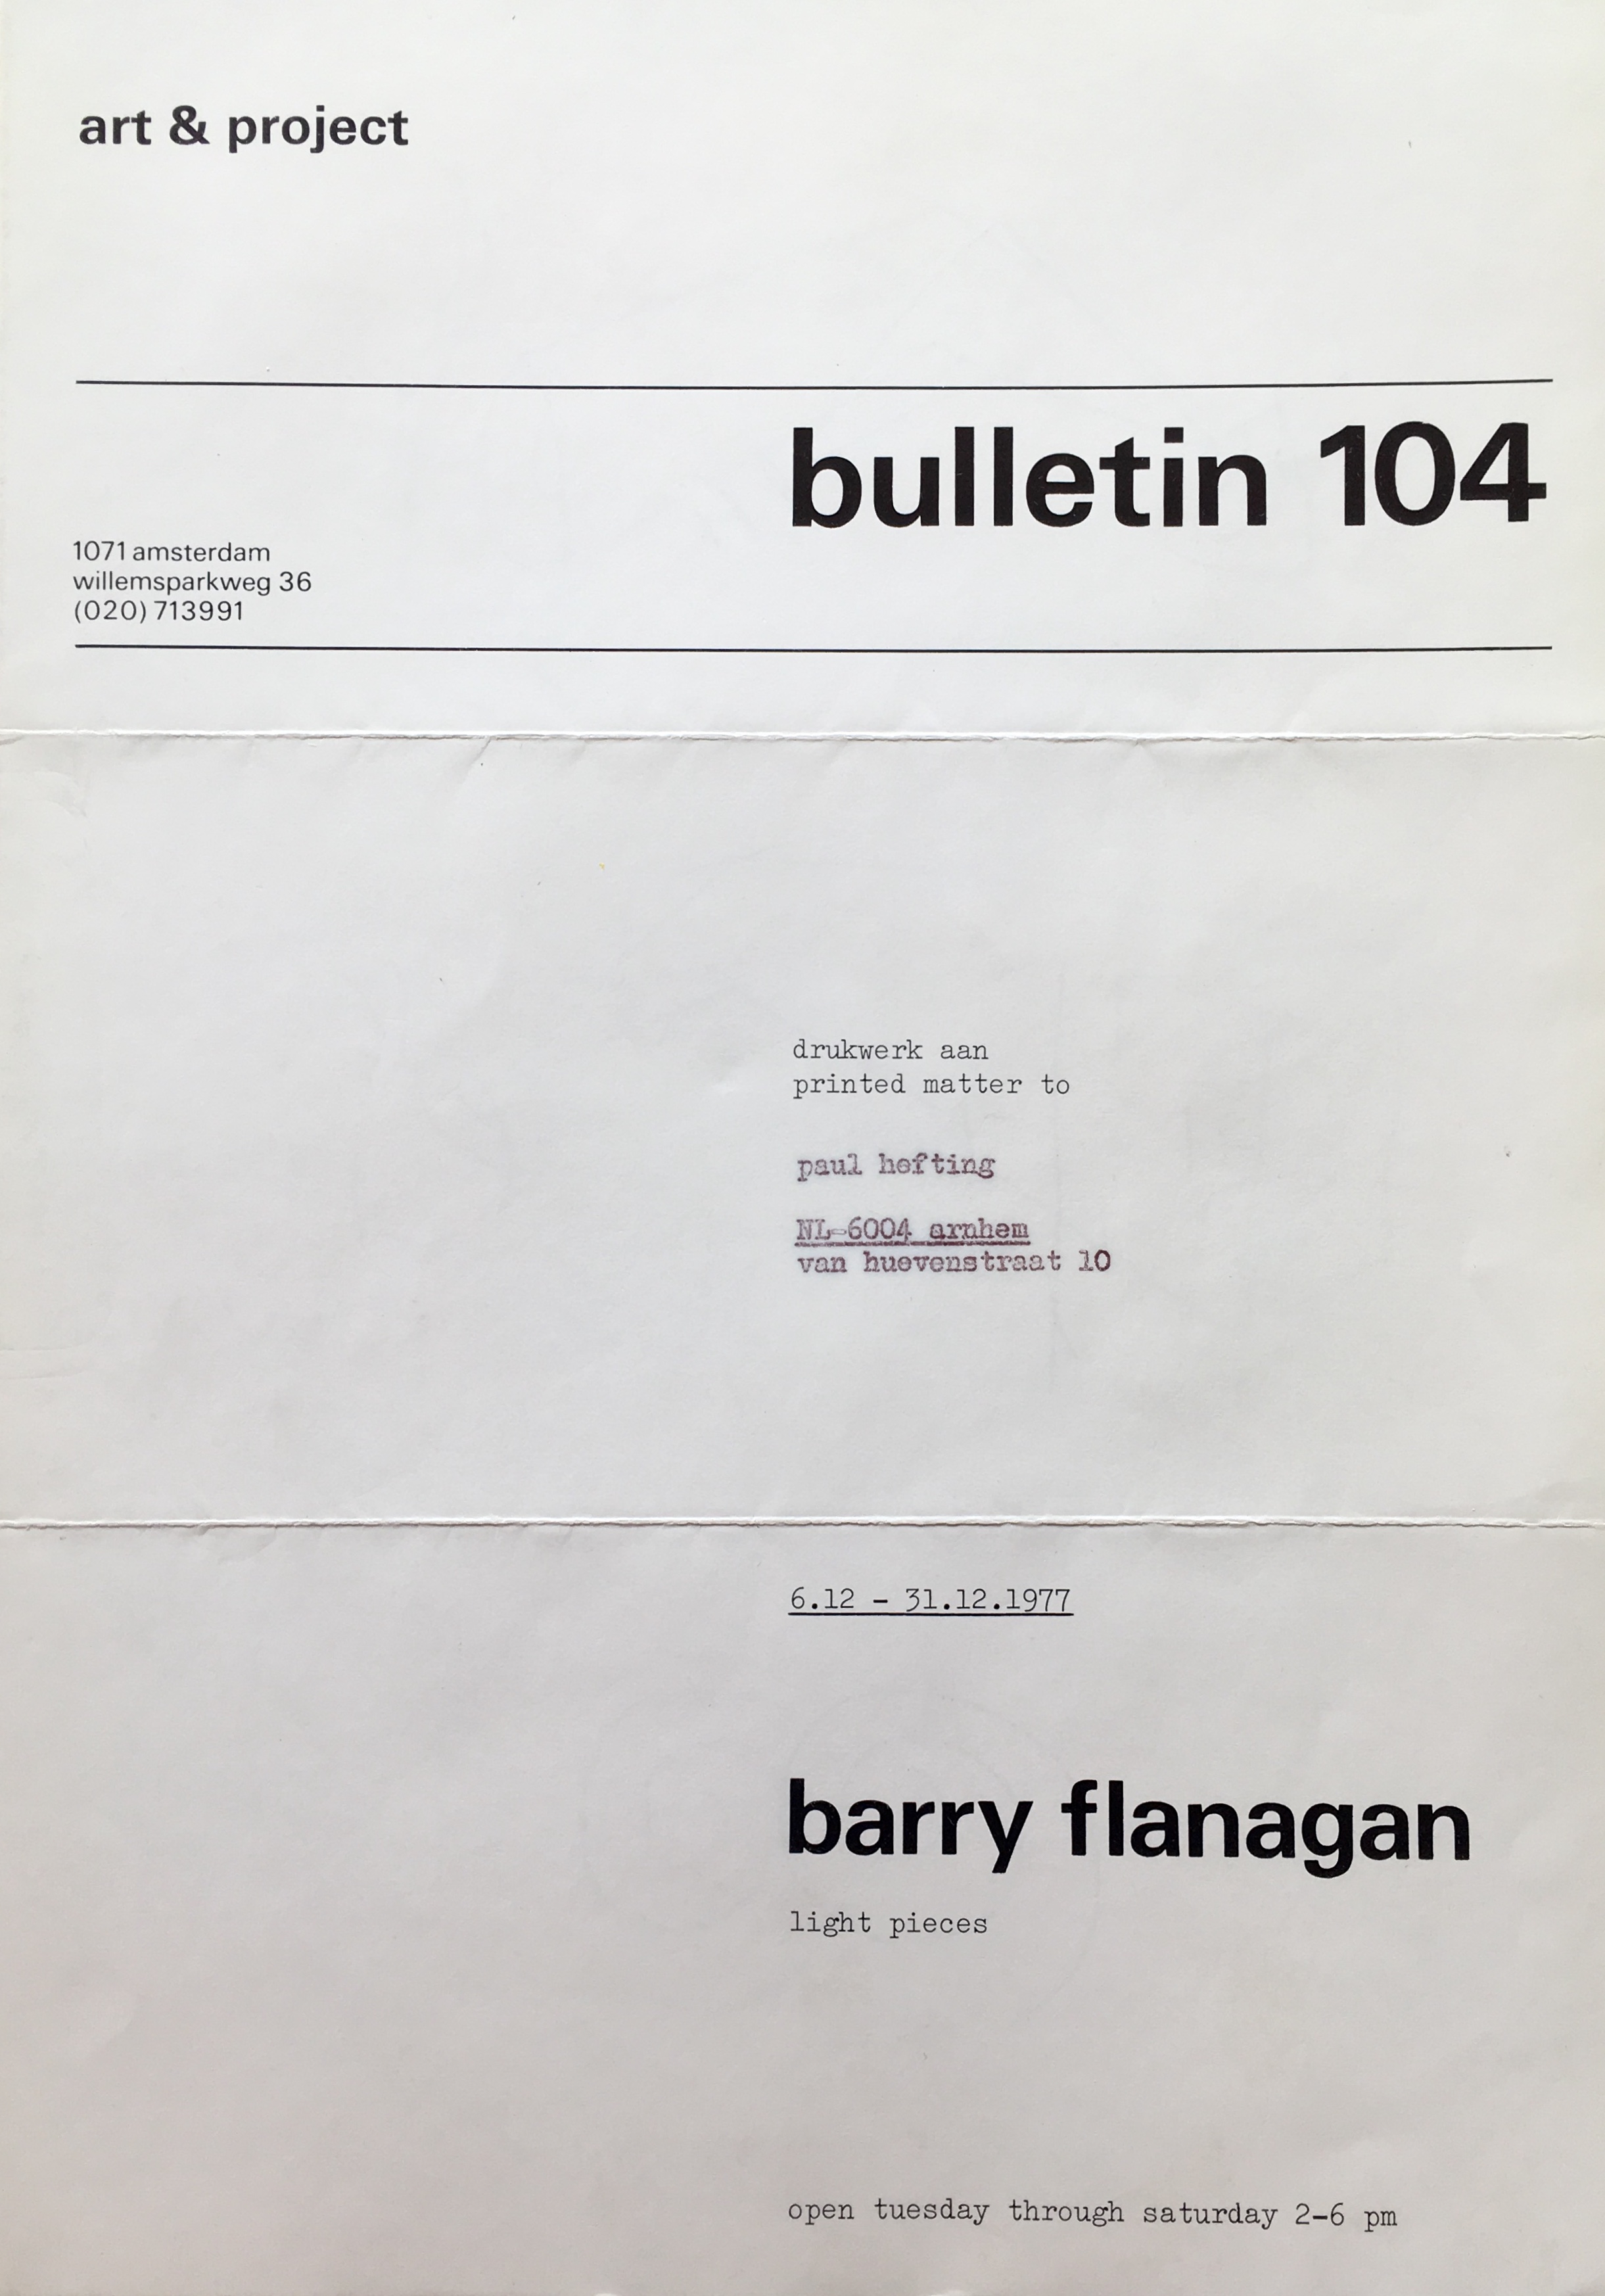 art & project
bulletin 104
1071 amsterdam
willemsparkweg 36
(020) 713991
drukwerk aan
printed matter to
paul hefting
NL-6004 arnhem
van huevenstraat 10
6.12 - 31.12.1977
barry flanagan
light pieces
open tuesday through saturday 2-6 pm